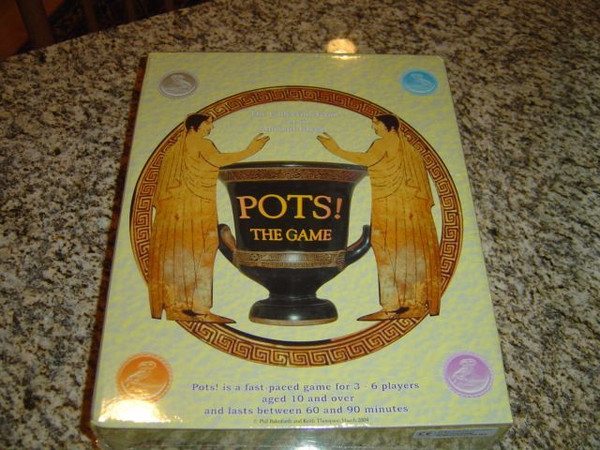 POTS!
THE GAME
Pots! is a fast-paced game for 3 - 6 players
aged 10 and over
and lasts between 60 and 90 minutes